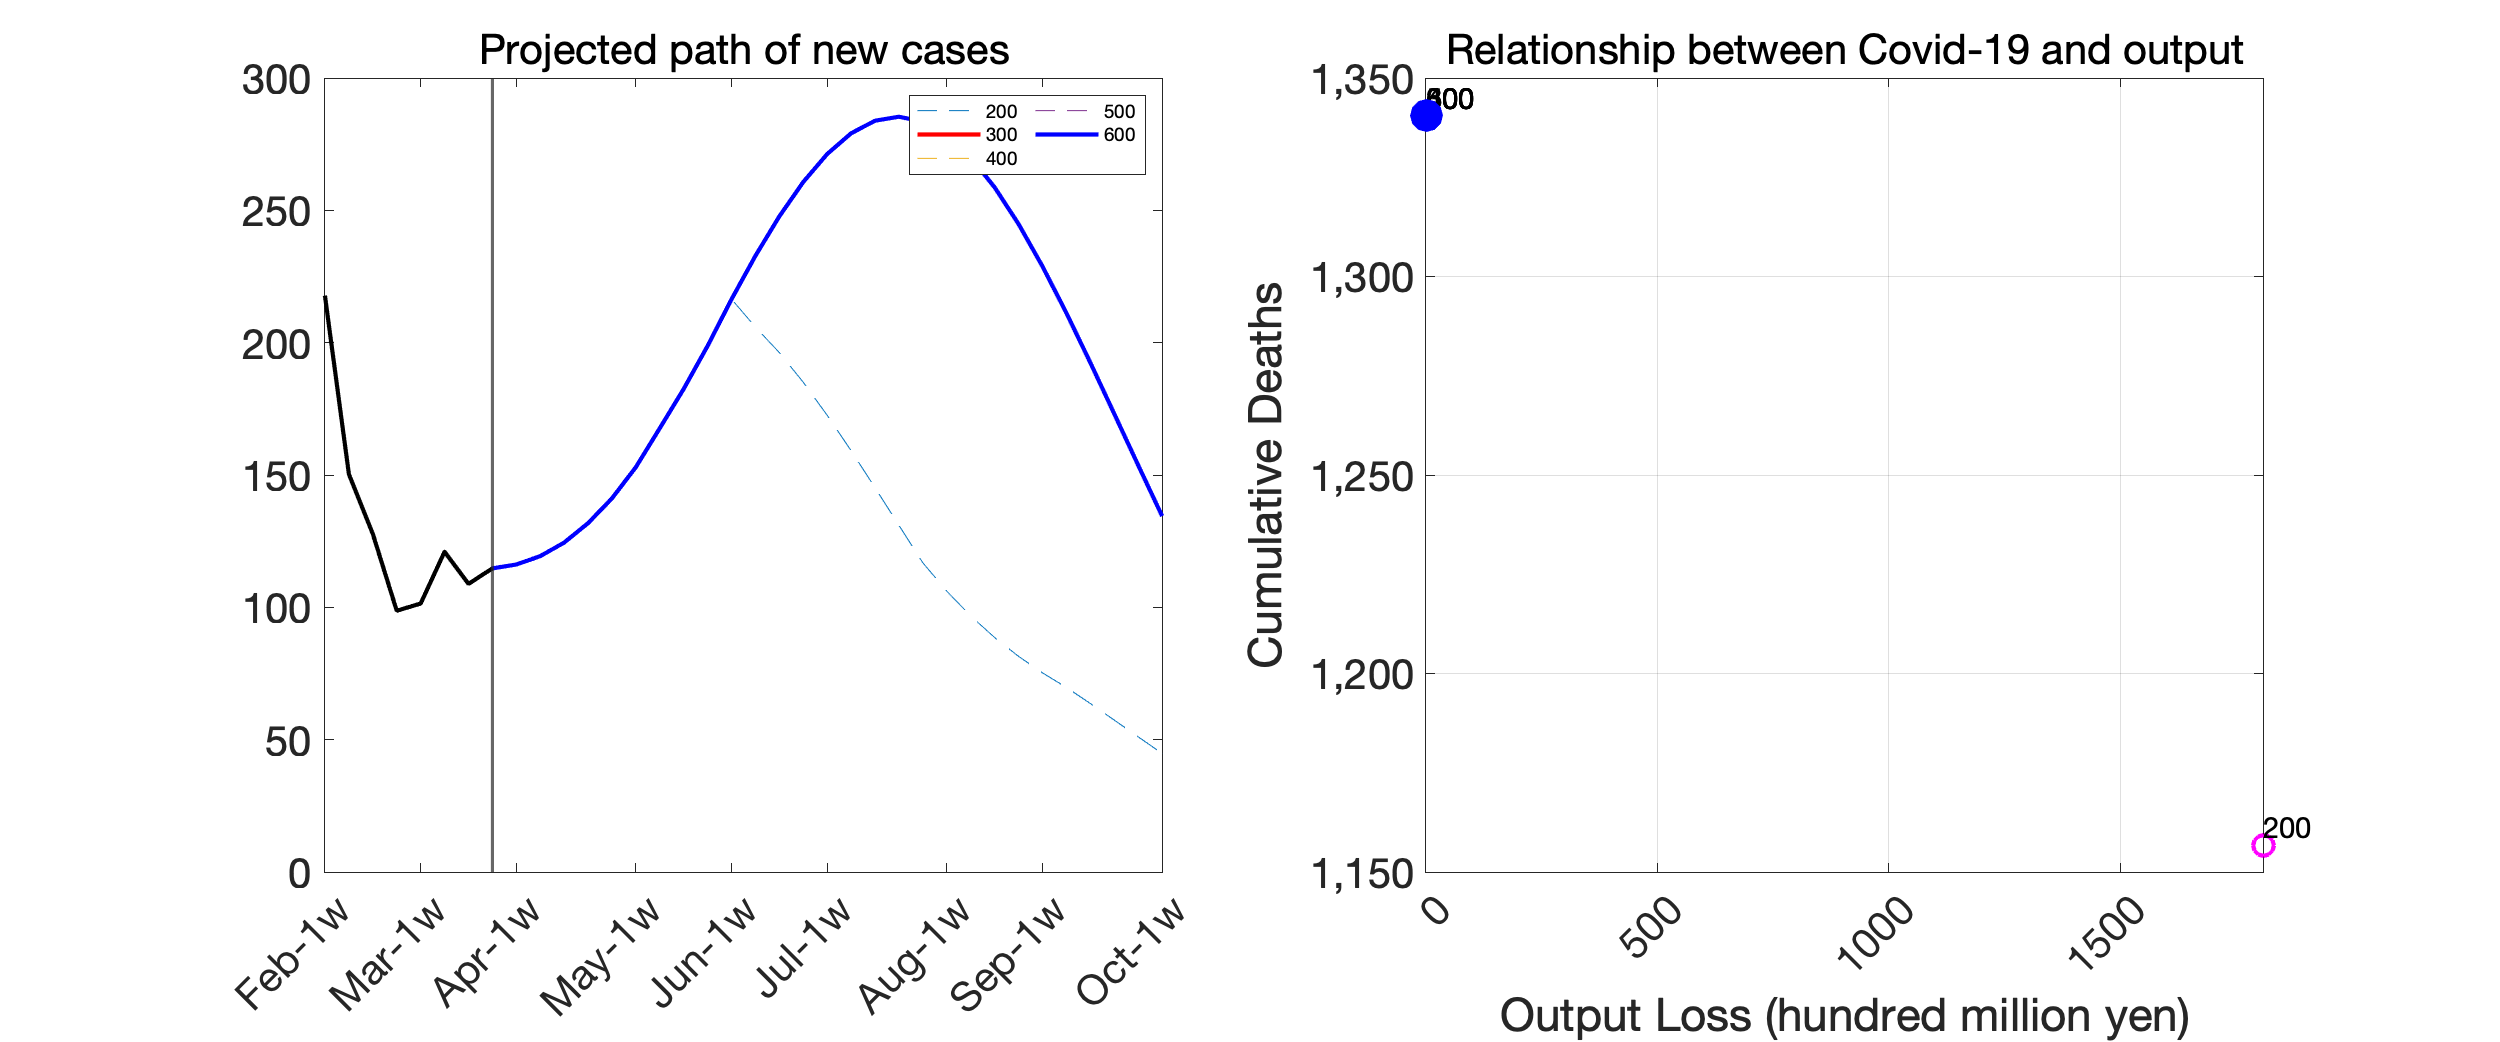 Projected path of new cases
300
250
200
150
100
50
0
200
500
300
600
400
Feb-1w
Mar-1w
Apr-1w
May-1w
Jun-1w
Jul-1w
Aug-1w
Sep-1w
Oct-1w
Relationship between Covid-19 and output
Cumulative Deaths
1,350
1,300
1,250
1,200
1,150
200
0
500
1000
1500
Output Loss (hundred million yen)